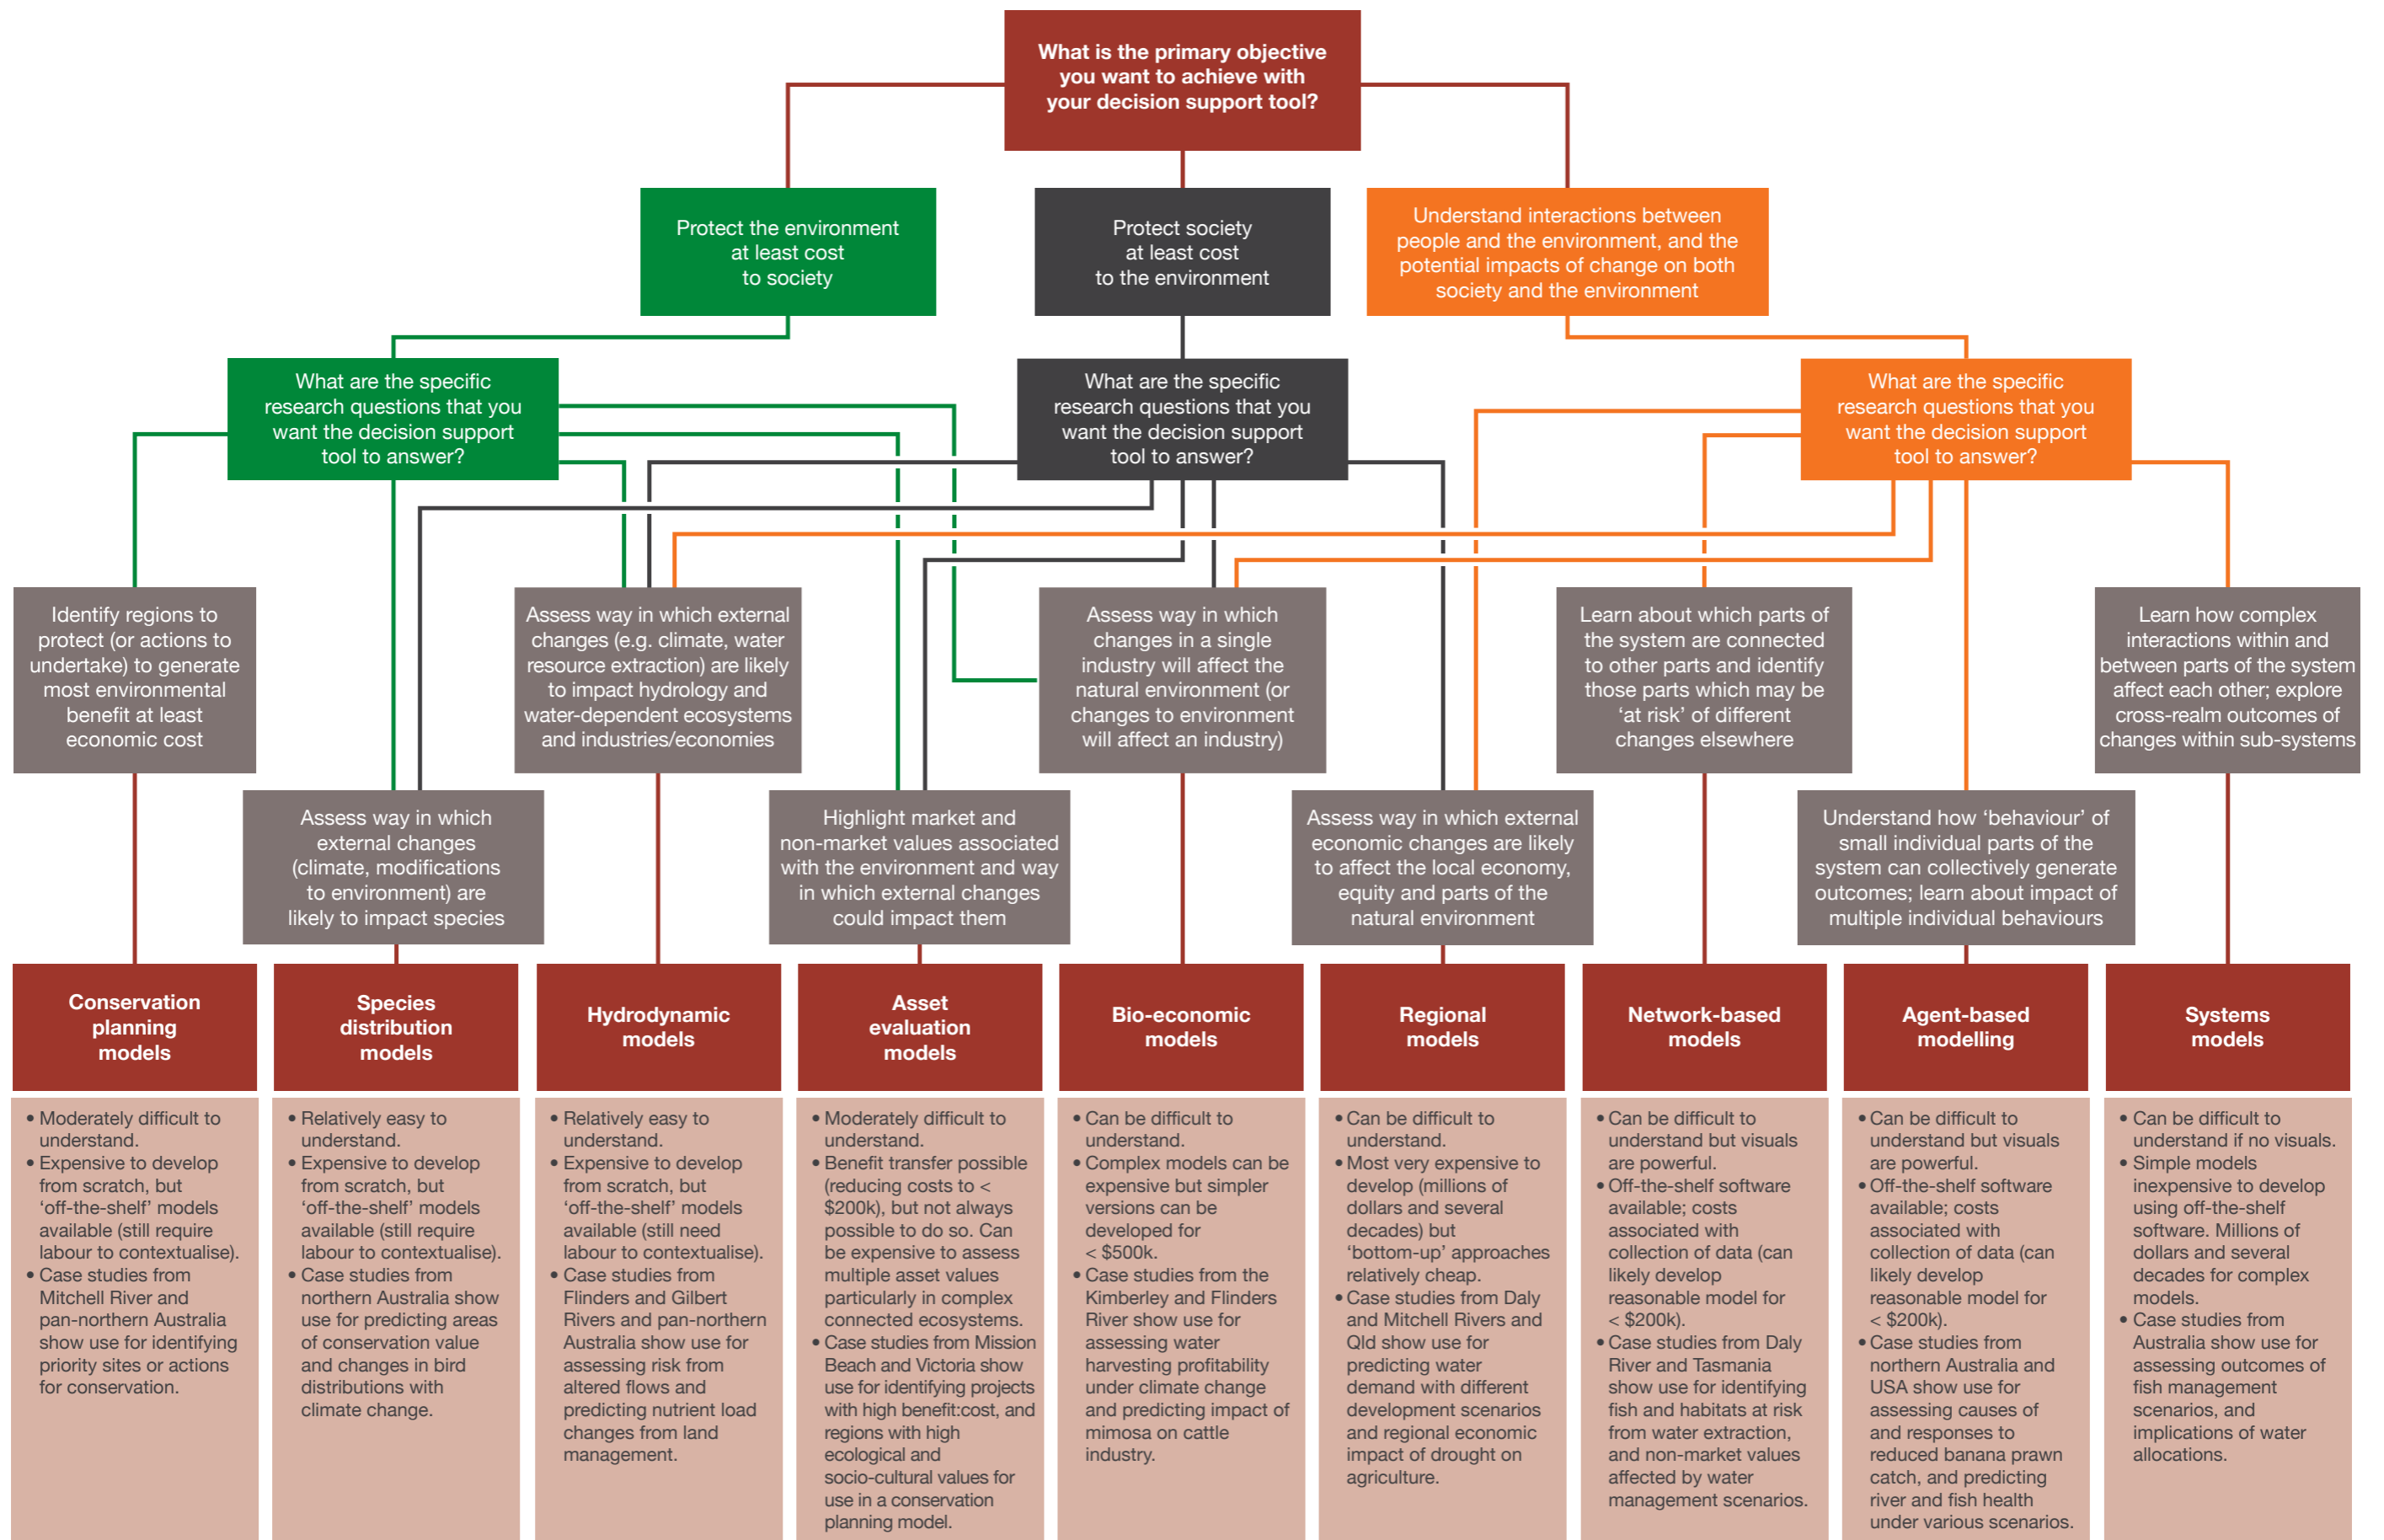 What is the primary objective
you want to achieve with
your decision support tool?
Protect the environment
at least cost
to society
Protect society
at least cost
to the environment
Understand interactions between
people and the environment, and the
potential impacts of change on both
society and the environment
What are the specific
research questions that you
want the decision support
tool to answer?
What are the specific
research questions that you
want the decision support
tool to answer?
What are the specific
research questions that you
want the decision support
tool to answer?
Identify regions to
protect (or actions to
undertake) to generate
most environmental
benefit at least
economic cost
Assess way in which external
changes (e.g. climate, water
resource extraction) are likely
to impact hydrology and
water-dependent ecosystems
and industries/economies
Assess way in which
changes in a single
industry will affect the
natural environment (or
changes to environment
will affect an industry)
Learn about which parts of
the system are connected
to other parts and identify
those parts which may be
‘at risk’ of different
changes elsewhere
Learn how complex
interactions within and
between parts of the system
affect each other; explore
cross-realm outcomes of
changes within sub-systems
Assess way in which
external changes
(climate, modifications
to environment) are
likely to impact species
Highlight market and
non-market values associated
with the environment and way
in which external changes
could impact them
Assess way in which external
economic changes are likely
to affect the local economy,
equity and parts of the
natural environment
Understand how ‘behaviour’ of
small individual parts of the
system can collectively generate
outcomes; learn about impact of
multiple individual behaviours
Conservation
planning
models
Species
distribution
models
Hydrodynamic
models
Asset
evaluation
models
Bio-economic
models
Regional
models
Network-based
models
Agent-based
modelling
Systems
models
• Moderately difficult to
understand.
• Expensive to develop
from scratch, but
‘off-the-shelf’ models
available (still require
labour to contextualise).
• Case studies from
Mitchell River and
pan-northern Australia
show use for identifying
priority sites or actions
for conservation.
• Relatively easy to
understand.
• Expensive to develop
from scratch, but
‘off-the-shelf’ models
available (still require
labour to contextualise).
• Case studies from
northern Australia show
use for predicting areas
of conservation value
and changes in bird
distributions with
climate change.
• Relatively easy to
understand.
• Expensive to develop
from scratch, but
‘off-the-shelf’ models
available (still need
labour to contextualise).
• Case studies from
Flinders and Gilbert
Rivers and pan-northern
Australia show use for
assessing risk from
altered flows and
predicting nutrient load
changes from land
management.
• Moderately difficult to
understand.
• Benefit transfer possible
(reducing costs to <
$200k), but not always
possible to do so. Can
be expensive to assess
multiple asset values
particularly in complex
connected ecosystems.
• Case studies from Mission
Beach and Victoria show
use for identifying projects
with high benefit:cost, and
regions with high
ecological and
socio-cultural values for
use in a conservation
planning model.
• Can be difficult to
understand.
• Complex models can be
expensive but simpler
versions can be
developed for
< $500k.
• Case studies from the
Kimberley and Flinders
River show use for
assessing water
harvesting profitability
under climate change
and predicting impact of
mimosa on cattle
industry.
• Can be difficult to
understand.
• Most very expensive to
develop (millions of
dollars and several
decades) but
‘bottom-up’ approaches
relatively cheap.
• Case studies from Daly
and Mitchell Rivers and
Qld show use for
predicting water
demand with different
development scenarios
and regional economic
impact of drought on
agriculture.
• Can be difficult to
understand but visuals
are powerful.
• Off-the-shelf software
available; costs
associated with
collection of data (can
likely develop
reasonable model for
< $200k).
• Case studies from Daly
River and Tasmania
show use for identifying
fish and habitats at risk
from water extraction,
and non-market values
affected by water
management scenarios.
• Can be difficult to
understand but visuals
are powerful.
• Off-the-shelf software
available; costs
associated with
collection of data (can
likely develop
reasonable model for
< $200k).
• Case studies from
northern Australia and
USA show use for
assessing causes of
and responses to
reduced banana prawn
catch, and predicting
river and fish health
under various scenarios.
• Can be difficult to
understand if no visuals.
• Simple models
inexpensive to develop
using off-the-shelf
software. Millions of
dollars and several
decades for complex
models.
• Case studies from
Australia show use for
assessing outcomes of
fish management
scenarios, and
implications of water
allocations.